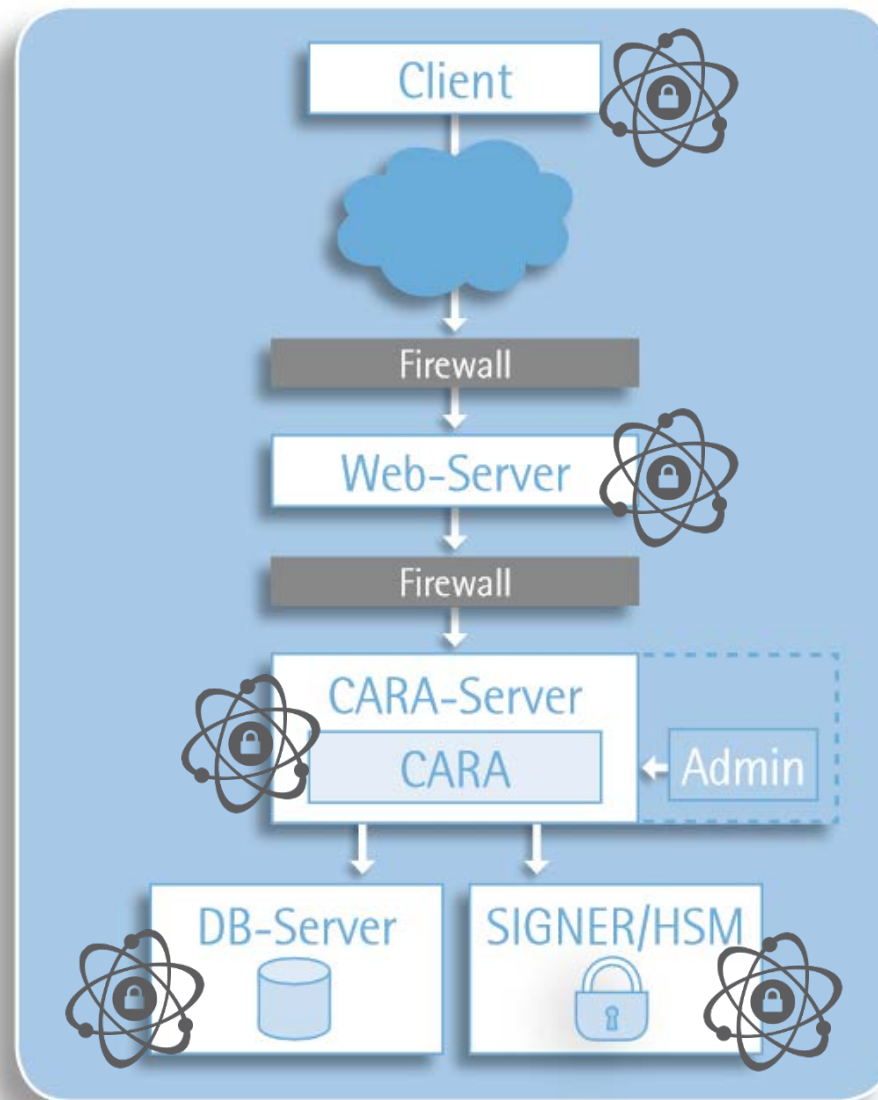 Client
Firewall
Web-Server
Firewall
CARA-Server
CARA
Admin
DB-Server
SIGNER/HSM